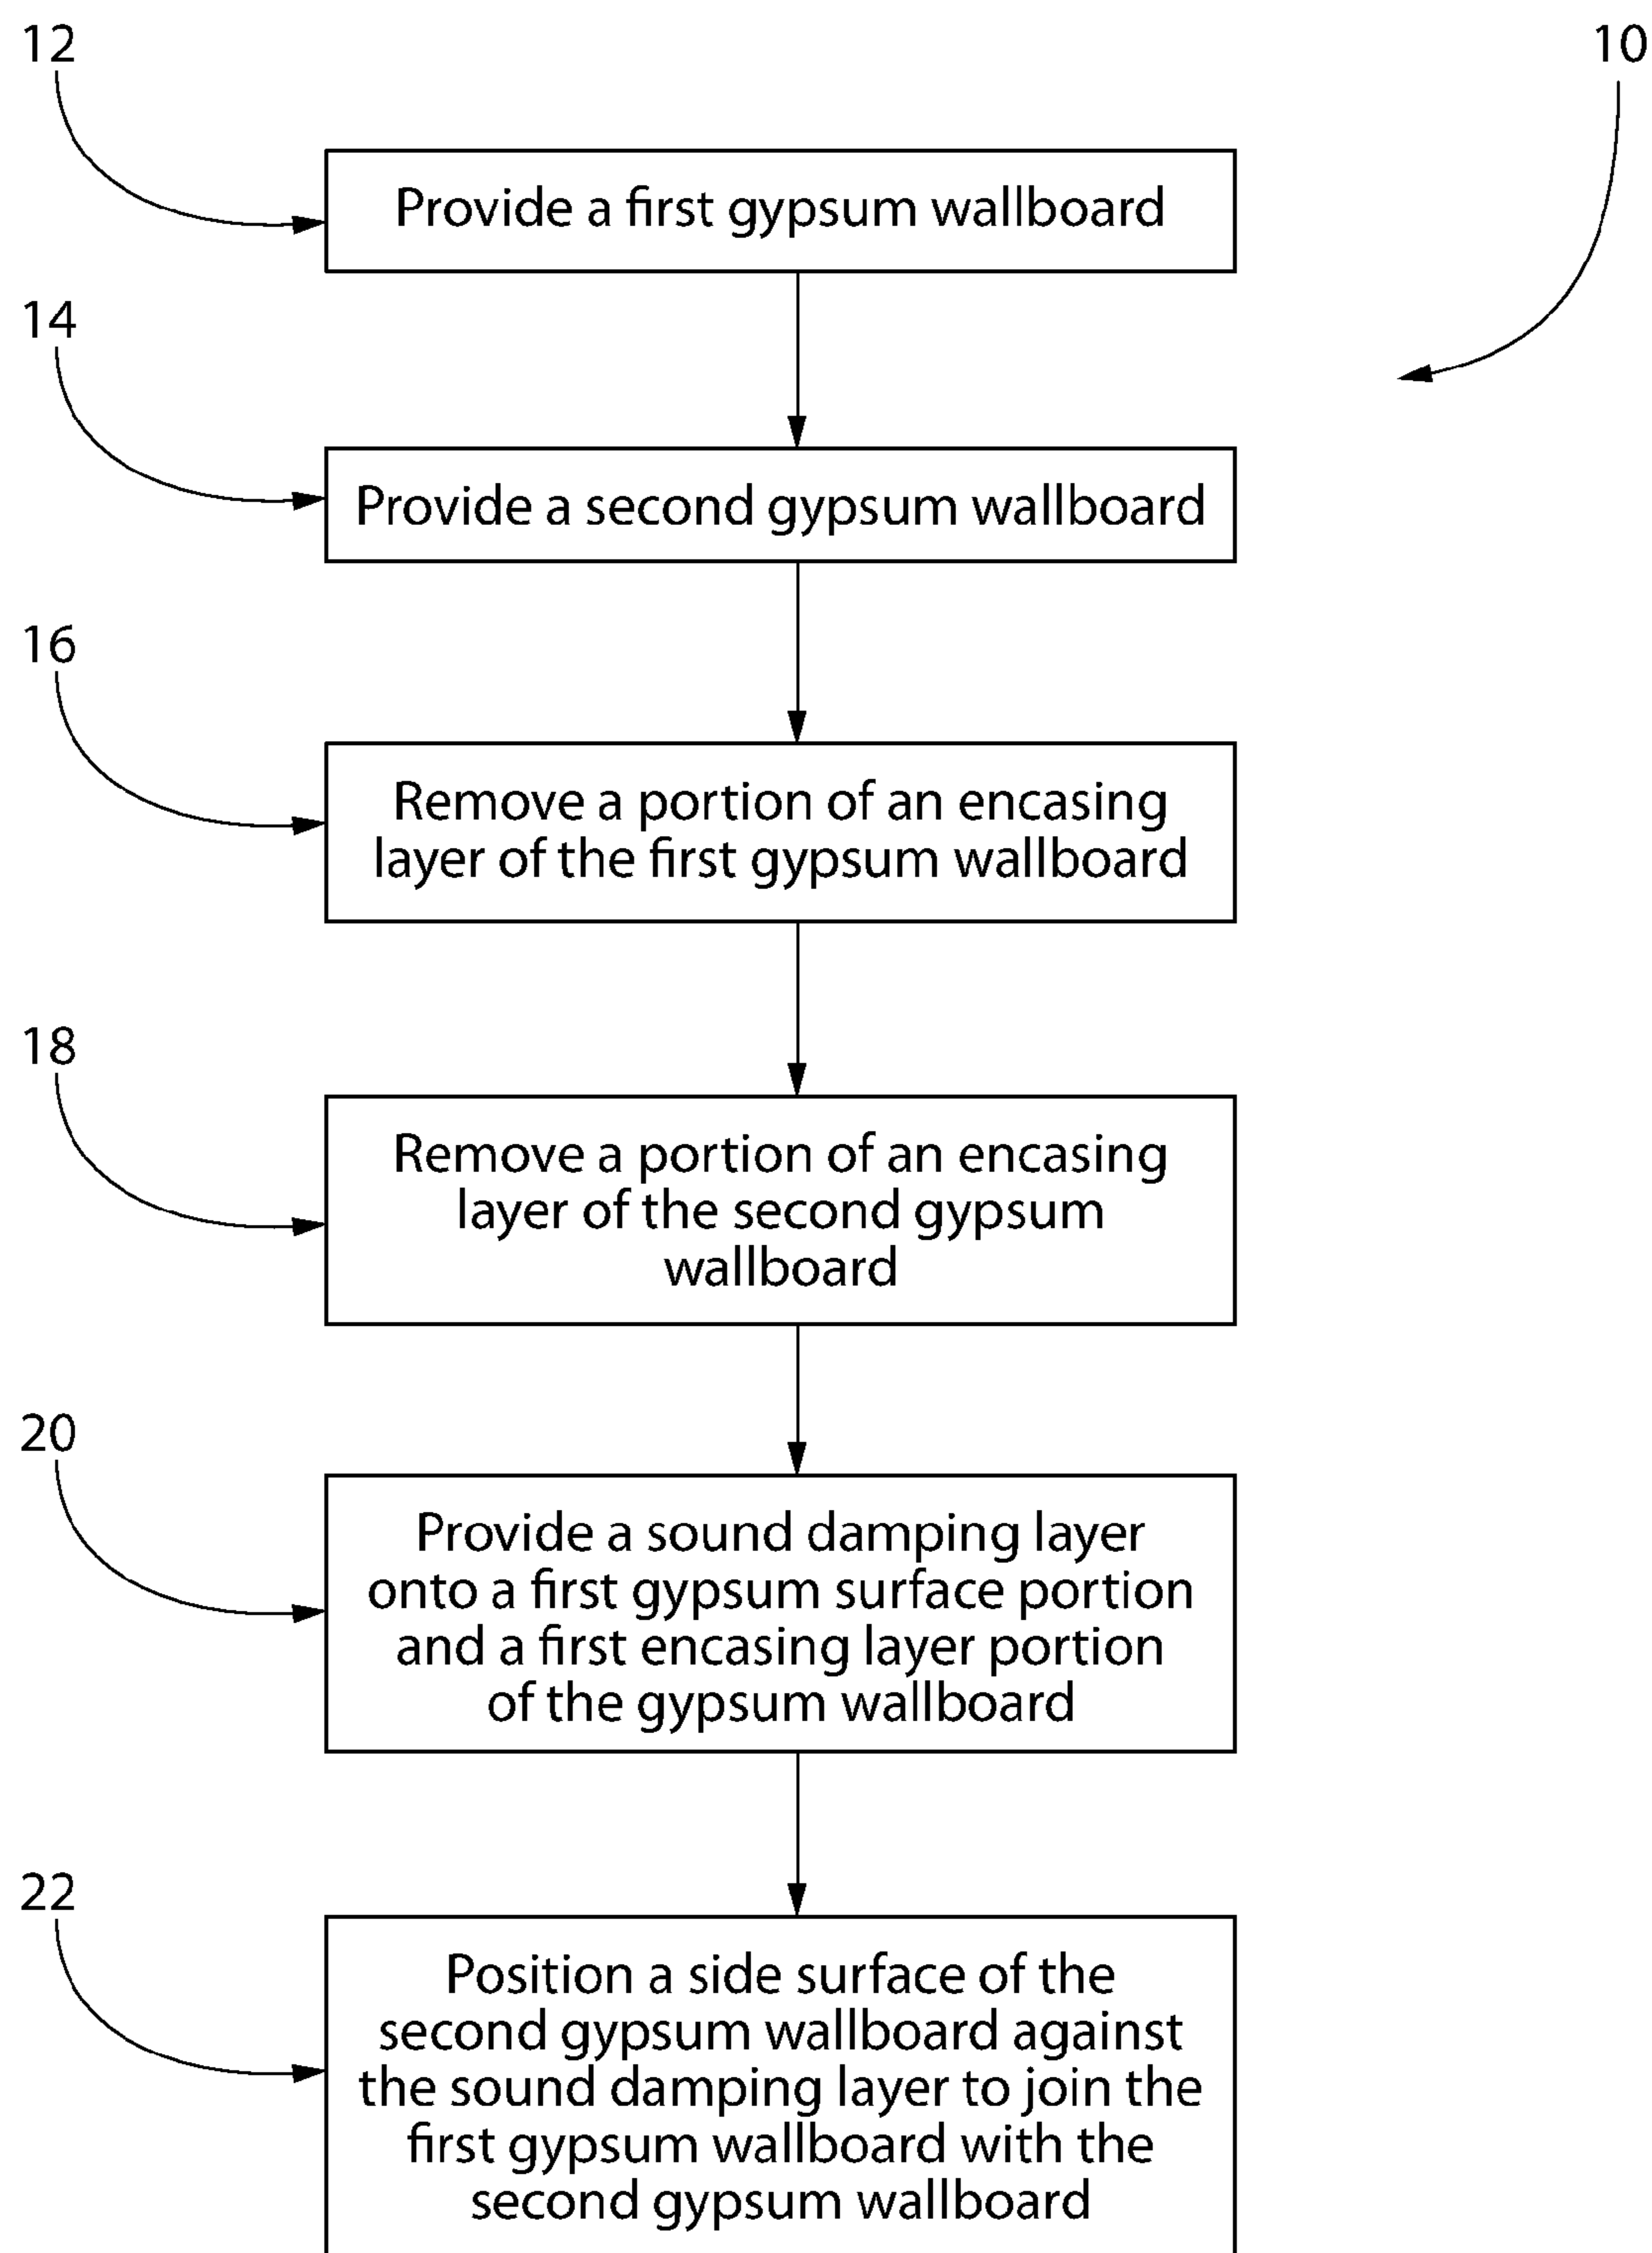 12
10
Provide a first gypsum wallboard
14
Provide a second gypsum wallboard
16
Remove a portion of an encasing
layer of the first gypsum wallboard
18
Remove a portion of an encasing
layer of the second gypsum
wallboard
20
Provide a sound damping layer
onto a first gypsum surface portion
and a first encasing layer portion
of the gypsum wallboard
22
Position a side surface of the
second gypsum wallboard against
the sound damping layer to join the
first gypsum wallboard with the
second gypsum wallboard